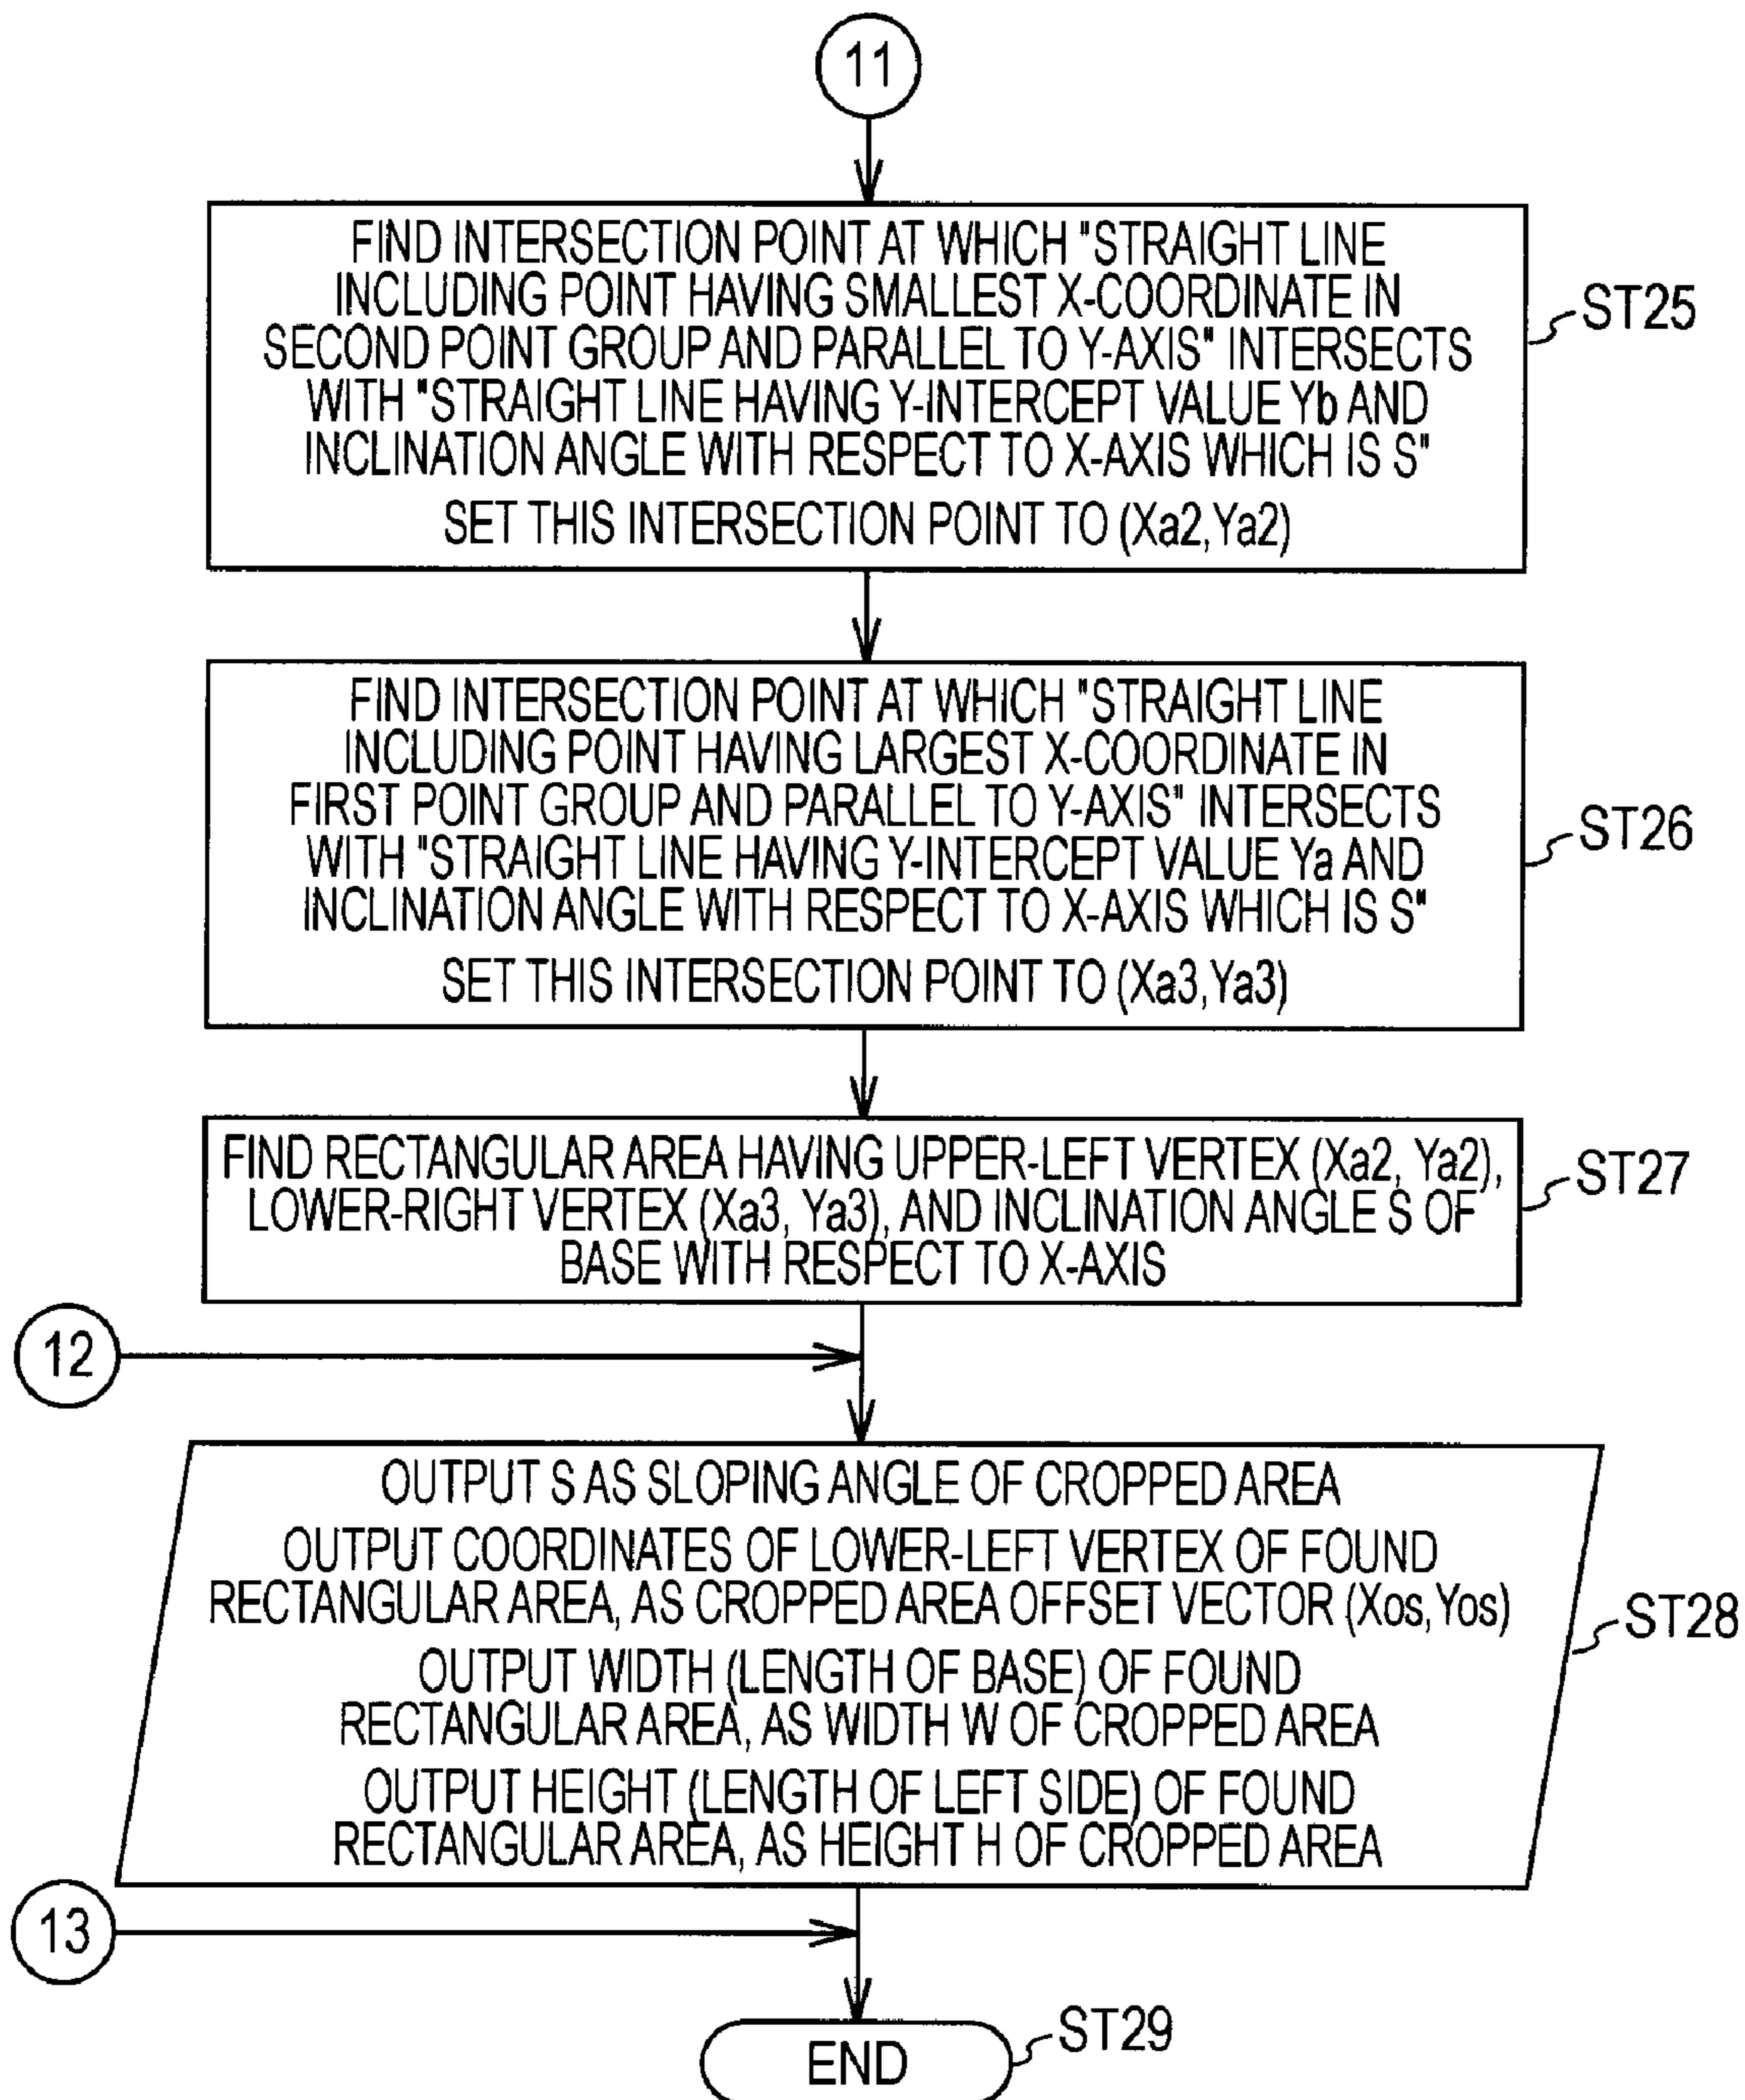 11
FIND INTERSECTION POINT AT WHICH "STRAIGHT LINE
INCLUDING POINT HAVING SMALLEST X-COORDINATE IN
SECOND POINT GROUP AND PARALLEL TO Y-AXIS" INTERSECTS
WITH "STRAIGHT LINE HAVING Y-INTERCEPT VALUE Yb AND
INCLINATION ANGLE WITH RESPECT TO X-AXIS WHICH IS S"
SET THIS INTERSECTION POINT TO (Xa2,Ya2)
ST25
FIND INTERSECTION POINT AT WHICH "STRAIGHT LINE
INCLUDING POINT HAVING LARGEST X-COORDINATE IN
FIRST POINT GROUP AND PARALLEL TO Y-AXIS" INTERSECTS
WITH "STRAIGHT LINE HAVING Y-INTERCEPT VALUE Ya AND
INCLINATION ANGLE WITH RESPECT TO X-AXIS WHICH IS S"
SET THIS INTERSECTION POINT TO (Xa3,Ya3)
ST26
FIND RECTANGULAR AREA HAVING UPPER-LEFT VERTEX (Xa2, Ya2),
LOWER-RIGHT VERTEX (Xa3, Ya3), AND INCLINATION ANGLE S OF
BASE WITH RESPECT TO X-AXIS
ST27
12
OUTPUT S AS SLOPING ANGLE OF CROPPED AREA
OUTPUT COORDINATES OF LOWER-LEFT VERTEX OF FOUND
RECTANGULAR AREA, AS CROPPED AREA OFFSET VECTOR (Xos,Yos)
OUTPUT WIDTH (LENGTH OF BASE) OF FOUND
RECTANGULAR AREA, AS WIDTH W OF CROPPED AREA
OUTPUT HEIGHT (LENGTH OF LEFT SIDE) OF FOUND
RECTANGULAR AREA, AS HEIGHT H OF CROPPED AREA
ST28
13
END
ST29